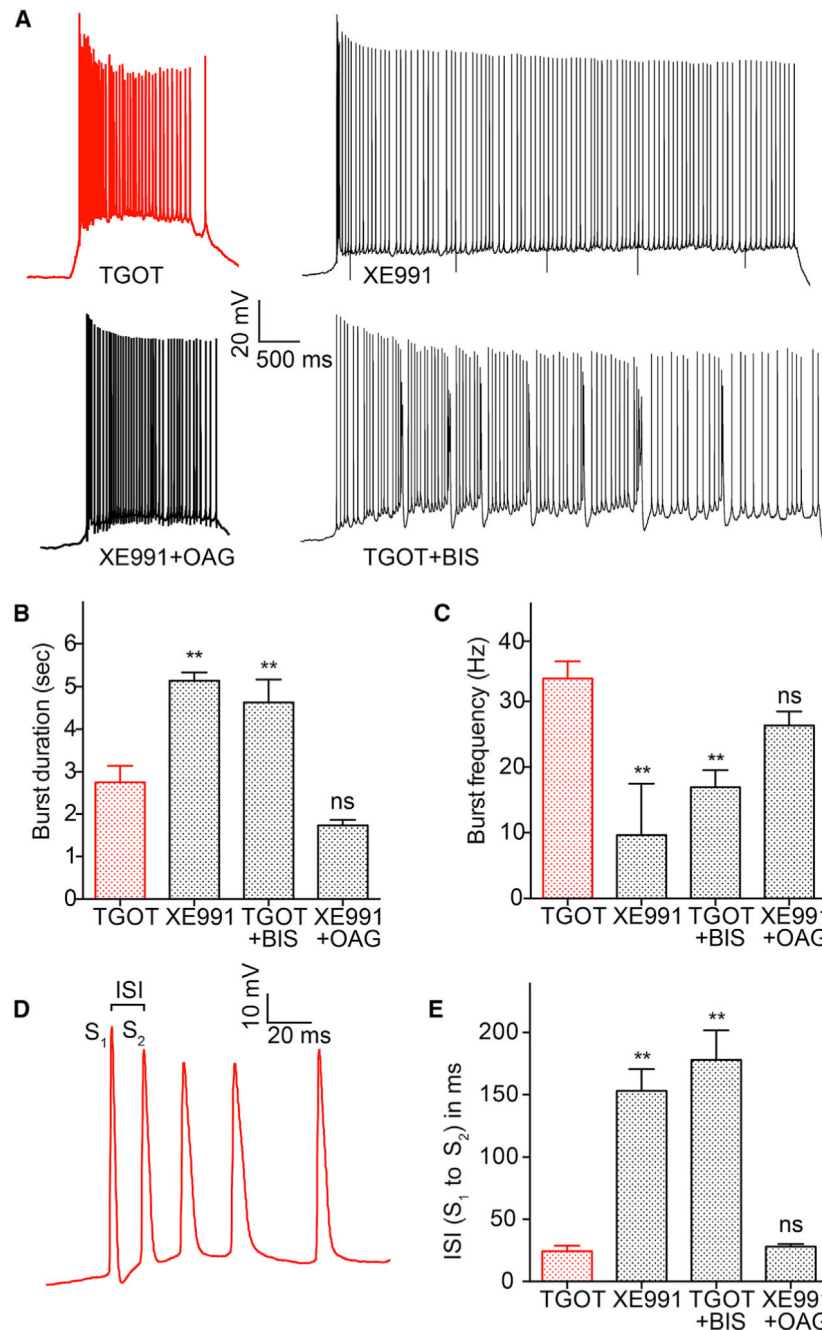 A
TGOT
XE991
20 mV
500 ms
XE991+OAG
TGOT+BIS
B
Burst duration (sec)
6
5
4
3
2
1
0
**
**
ns
TGOT
XE991
TGOT
+BIS
XE991
+OAG
C
Burst frequency (Hz)
40
30
20
10
0
**
**
ns
TGOT
XE991
TGOT
+BIS
XE991
+OAG
D
ISI
S1
S2
10 mV
20 ms
E
ISI (S1 to S2) in ms
200
150
100
50
0
**
**
ns
TGOT
XE991
TGOT
+BIS
XE991
+OAG